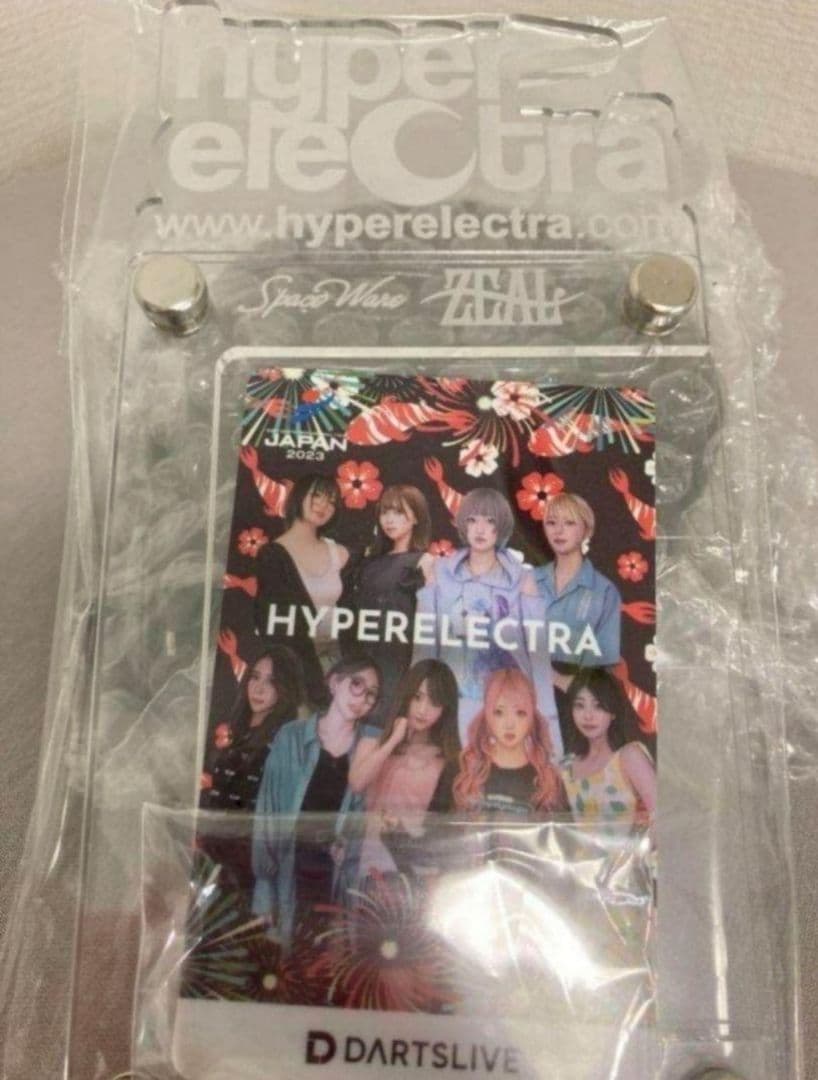 hyper
electra
www.hyperelectra.com
Space Ware ZEAL
JAPAN
2023
HYPERELECTRA
DARTSLIVE